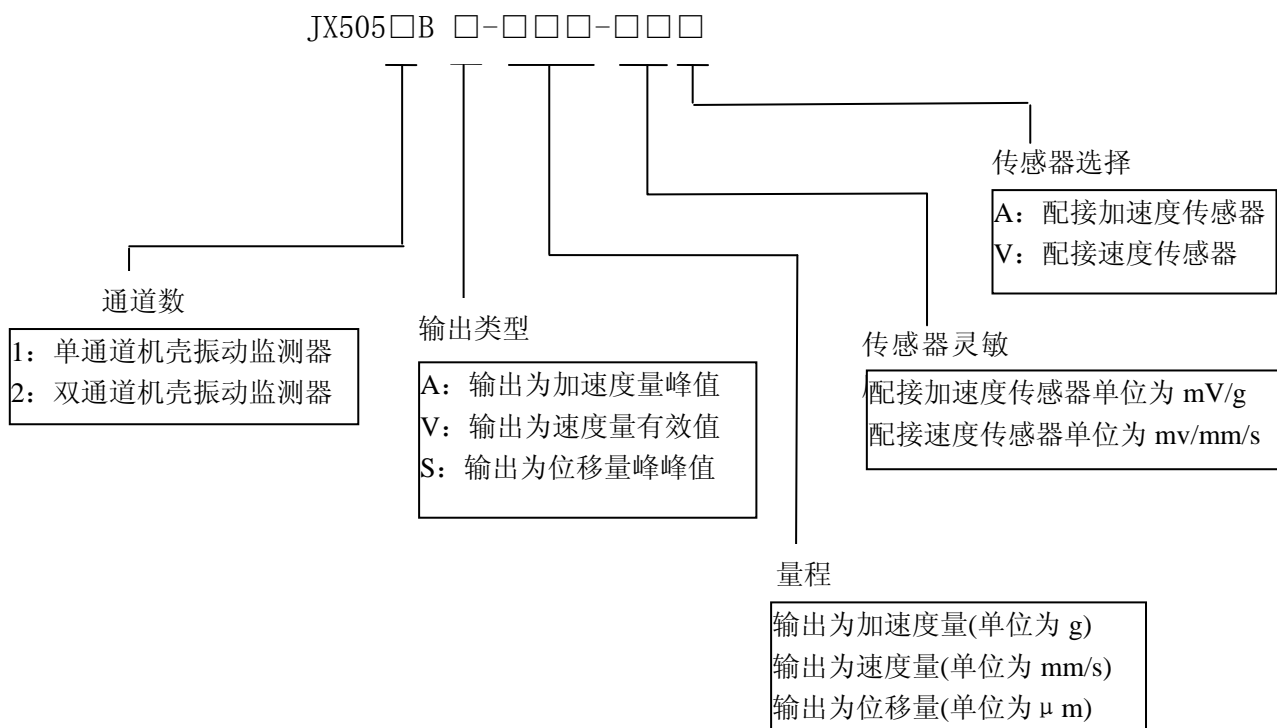 JX505□B □-□□□-□□□
传感器选择
A：配接加速度传感器
V：配接速度传感器
通道数
1：单通道机壳振动监测器
2：双通道机壳振动监测器
输出类型
A：输出为加速度量峰值
V：输出为速度量有效值
S：输出为位移量峰峰值
传感器灵敏
配接加速度传感器单位为 mV/g
配接速度传感器单位为 mv/mm/s
量程
输出为加速度量(单位为 g)
输出为速度量(单位为 mm/s)
输出为位移量(单位为 μ m)